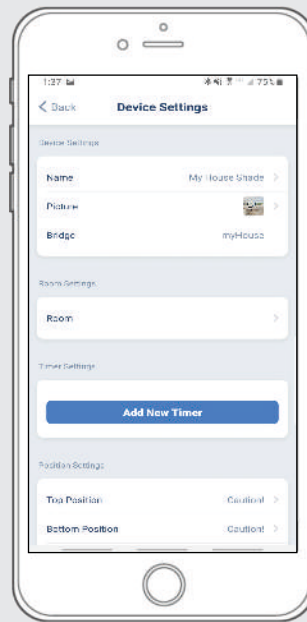 1:37 75%
< Back Device Settings
Device Settings
Name My House Shade >
Picture >
Bridge myHouse
Room Settings
Room >
Timer Settings
Add New Timer
Position Settings
Top Position Caution! >
Bottom Position Caution! >